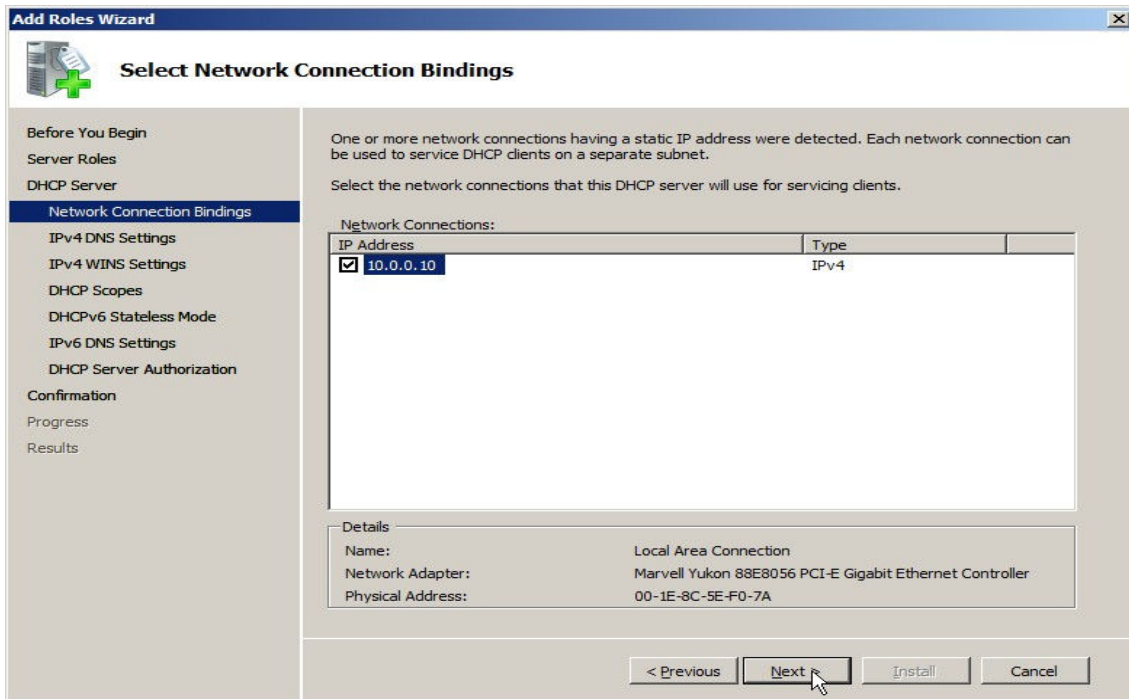 Add Roles Wizard
Select Network Connection Bindings
Before You Begin
Server Roles
DHCP Server
Network Connection Bindings
IPv4 DNS Settings
IPv4 WINS Settings
DHCP Scopes
DHCPv6 Stateless Mode
IPv6 DNS Settings
DHCP Server Authorization
Confirmation
Progress
Results
One or more network connections having a static IP address were detected. Each network connection can
be used to service DHCP clients on a separate subnet.
Select the network connections that this DHCP server will use for servicing clients.
Network Connections:
IP Address Type
10.0.0.10 IPv4
Details
Name: Local Area Connection
Network Adapter: Marvell Yukon 88E8056 PCI-E Gigabit Ethernet Controller
Physical Address: 00-1E-8C-5E-F0-7A
< Previous Next > Install Cancel